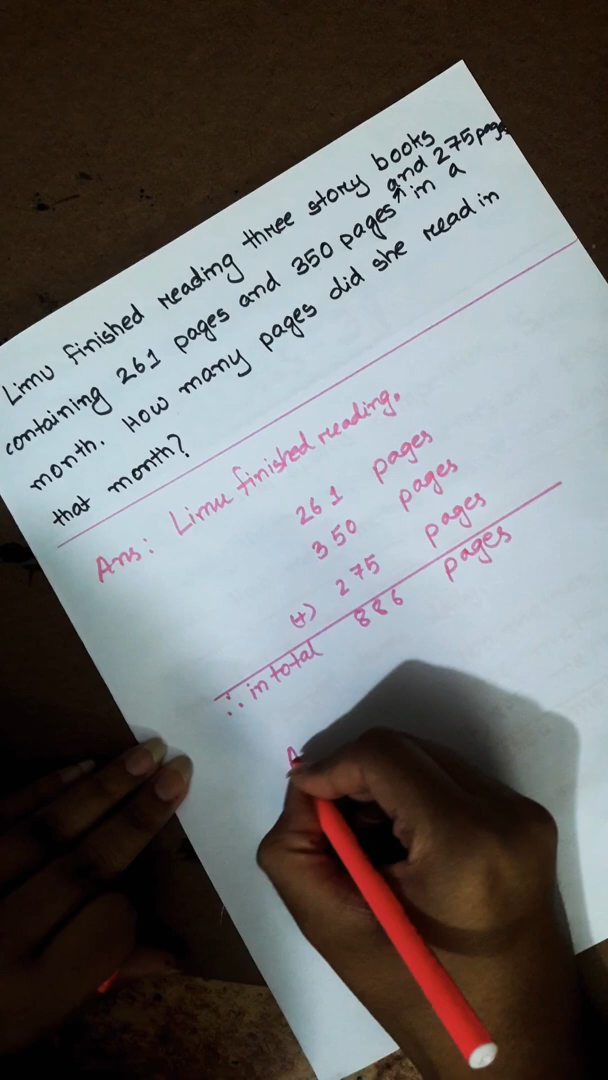 Limu finished reading three story books
containing 261 pages and 350 pages ^ and 275 pages in a
month. How many pages did she read in
that month?
Ans: Limu finished reading.
261 pages
350 pages
(+) 275 pages
∴ in total 886 pages
A